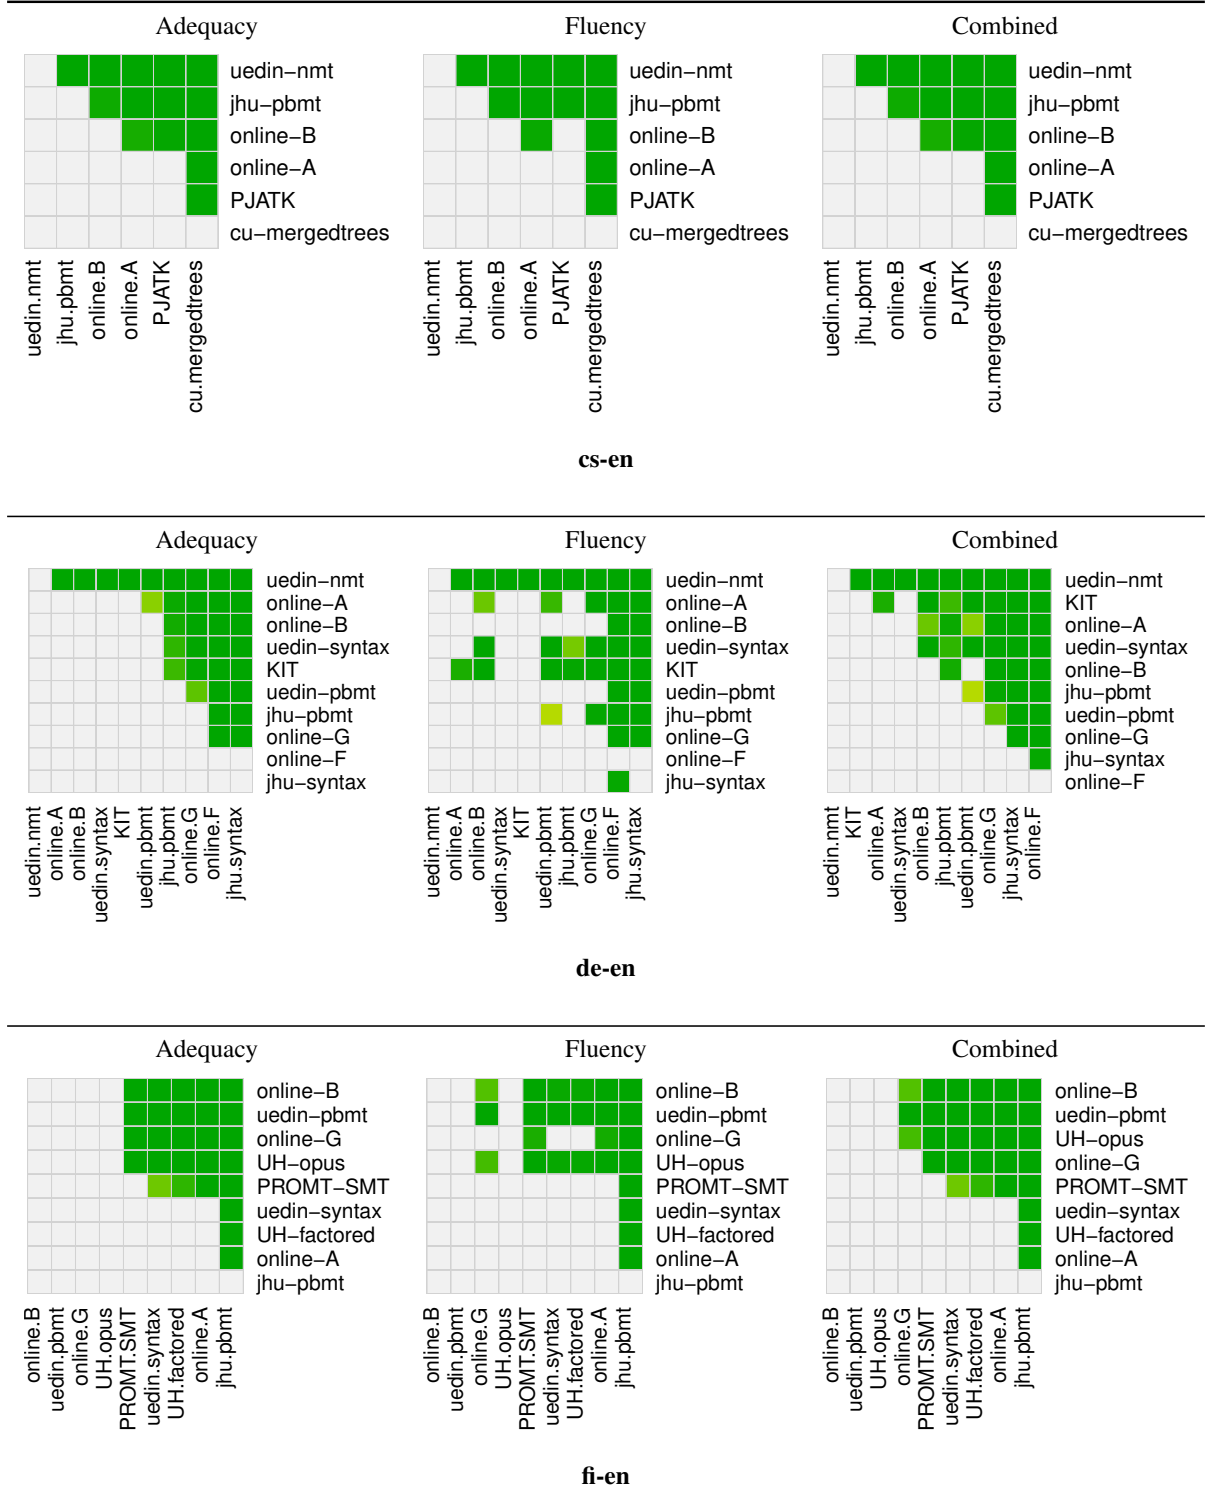 Adequacy Fluency Combined
uedin−nmt uedin−nmt uedin−nmt
jhu−pbmt jhu−pbmt jhu−pbmt
online−B online−B online−B
online−A online−A online−A
PJATK PJATK PJATK
cu−mergedtrees cu−mergedtrees cu−mergedtrees
uedin.nmt jhu.pbmt online.B online.A PJATK cu.mergedtrees uedin.nmt jhu.pbmt online.B online.A PJATK cu.mergedtrees uedin.nmt jhu.pbmt online.B online.A PJATK cu.mergedtrees
cs-en
Adequacy Fluency Combined
uedin−nmt uedin−nmt uedin−nmt
online−A online−A KIT
online−B online−B online−A
uedin−syntax uedin−syntax uedin−syntax
KIT KIT online−B
uedin−pbmt uedin−pbmt jhu−pbmt
jhu−pbmt jhu−pbmt uedin−pbmt
online−G online−G online−G
online−F online−F jhu−syntax
jhu−syntax jhu−syntax online−F
uedin.nmt online.A online.B uedin.syntax KIT uedin.pbmt jhu.pbmt online.G online.F jhu.syntax uedin.nmt online.A online.B uedin.syntax KIT uedin.pbmt jhu.pbmt online.G online.F jhu.syntax uedin.nmt KIT online.A uedin.syntax online.B jhu.pbmt uedin.pbmt online.G jhu.syntax online.F
de-en
Adequacy Fluency Combined
online−B online−B online−B
uedin−pbmt uedin−pbmt uedin−pbmt
online−G online−G UH−opus
UH−opus UH−opus online−G
PROMT−SMT PROMT−SMT PROMT−SMT
uedin−syntax uedin−syntax uedin−syntax
UH−factored UH−factored UH−factored
online−A online−A online−A
jhu−pbmt jhu−pbmt jhu−pbmt
online.B uedin.pbmt online.G UH.opus PROMT.SMT uedin.syntax UH.factored online.A jhu.pbmt online.B uedin.pbmt online.G UH.opus PROMT.SMT uedin.syntax UH.factored online.A jhu.pbmt online.B uedin.pbmt UH.opus online.G PROMT.SMT uedin.syntax UH.factored online.A jhu.pbmt
fi-en